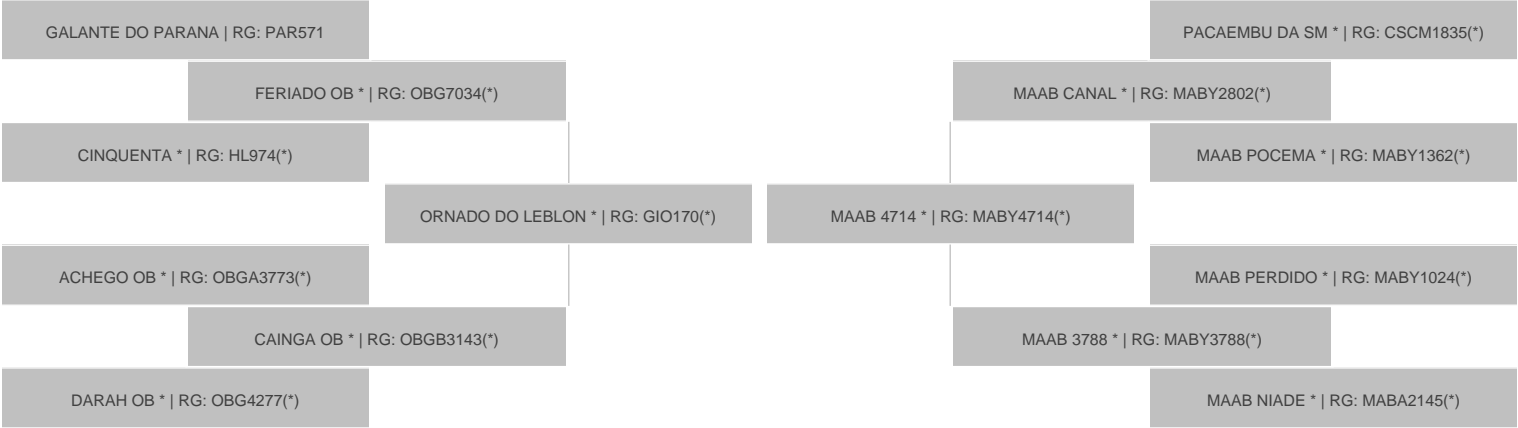 GALANTE DO PARANA | RG: PAR571
PACAEMBU DA SM * | RG: CSCM1835(*)
FERIADO OB * | RG: OBG7034(*)
MAAB CANAL * | RG: MABY2802(*)
CINQUENTA * | RG: HL974(*)
MAAB POCEMA * | RG: MABY1362(*)
ORNADO DO LEBLON * | RG: GIO170(*)
MAAB 4714 * | RG: MABY4714(*)
ACHEGO OB * | RG: OBGA3773(*)
MAAB PERDIDO * | RG: MABY1024(*)
CAINGA OB * | RG: OBGB3143(*)
MAAB 3788 * | RG: MABY3788(*)
DARAH OB * | RG: OBG4277(*)
MAAB NIADE * | RG: MABA2145(*)